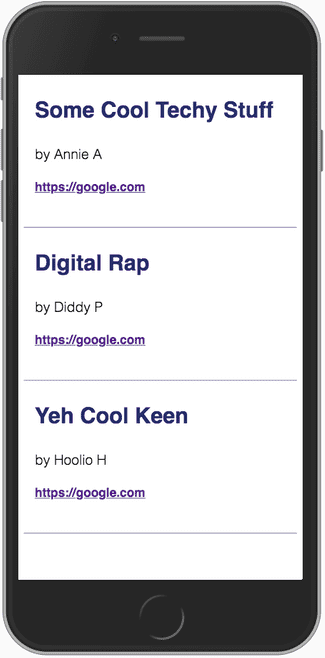 Some Cool Techy Stuff
by Annie A
https://google.com
Digital Rap
by Diddy P
https://google.com
Yeh Cool Keen
by Hoolio H
https://google.com